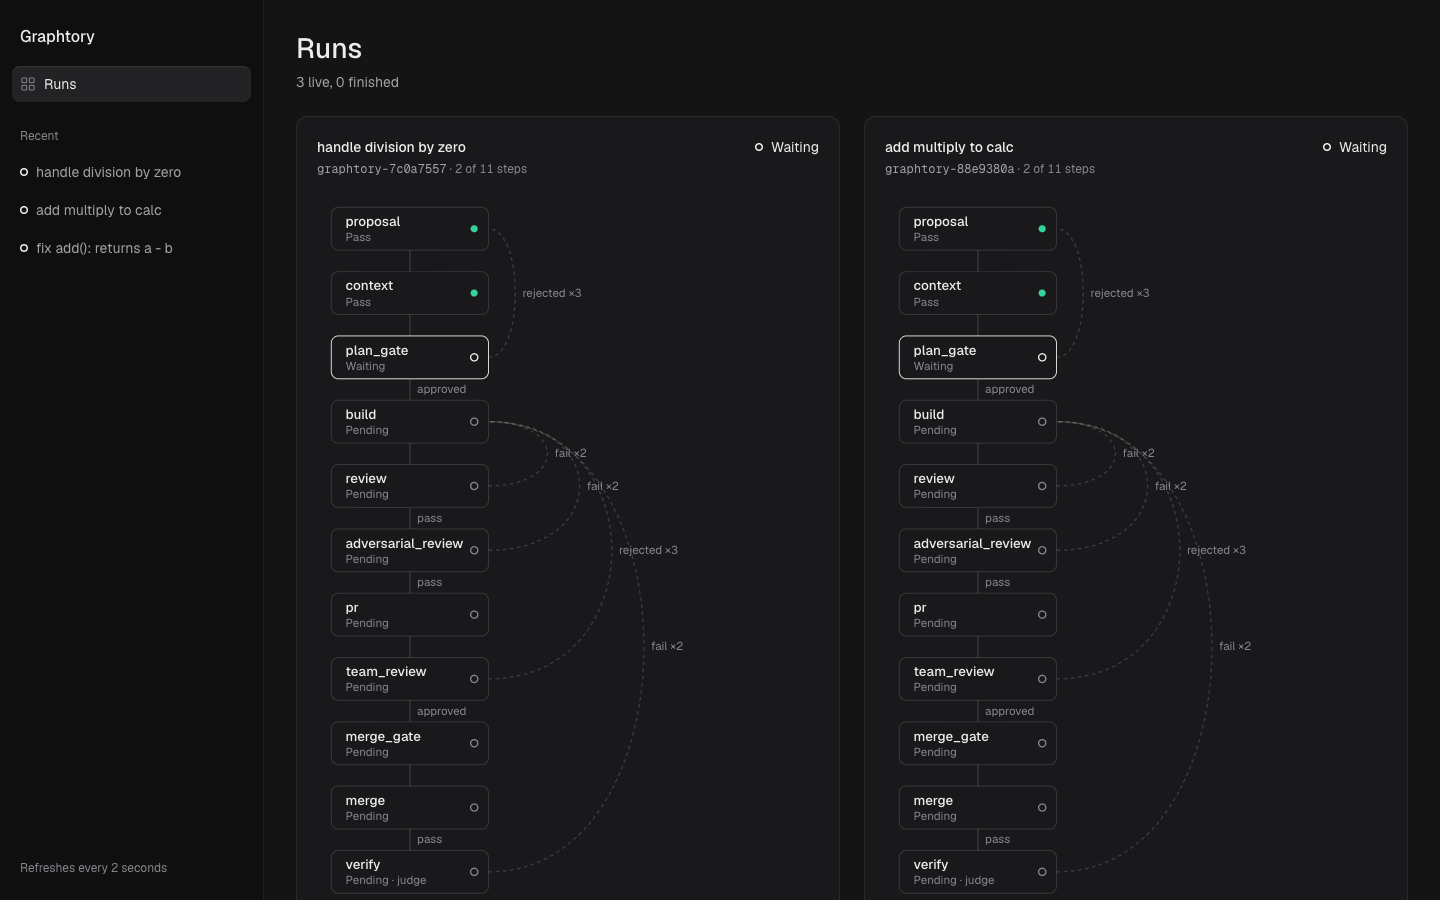 Graphtory
Runs
Recent
handle division by zero
add multiply to calc
fix add(): returns a - b
Refreshes every 2 seconds
Runs
3 live, 0 finished
handle division by zero
Waiting
graphtory-7c0a7557 · 2 of 11 steps
proposal
Pass
context
Pass
rejected ×3
plan_gate
Waiting
approved
build
Pending
fail ×2
review
Pending
fail ×2
pass
adversarial_review
Pending
rejected ×3
pass
pr
Pending
fail ×2
team_review
Pending
approved
merge_gate
Pending
merge
Pending
pass
verify
Pending · judge
add multiply to calc
Waiting
graphtory-88e9380a · 2 of 11 steps
proposal
Pass
context
Pass
rejected ×3
plan_gate
Waiting
approved
build
Pending
fail ×2
review
Pending
fail ×2
pass
adversarial_review
Pending
rejected ×3
pass
pr
Pending
fail ×2
team_review
Pending
approved
merge_gate
Pending
merge
Pending
pass
verify
Pending · judge